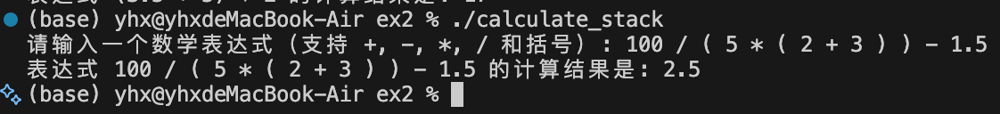 (base) yhx@yhxdeMacBook-Air ex2 % ./calculate_stack
请输入一个数学表达式（支持 +, -, *, / 和括号）: 100 / ( 5 * ( 2 + 3 ) ) - 1.5
表达式 100 / ( 5 * ( 2 + 3 ) ) - 1.5 的计算结果是: 2.5
(base) yhx@yhxdeMacBook-Air ex2 %